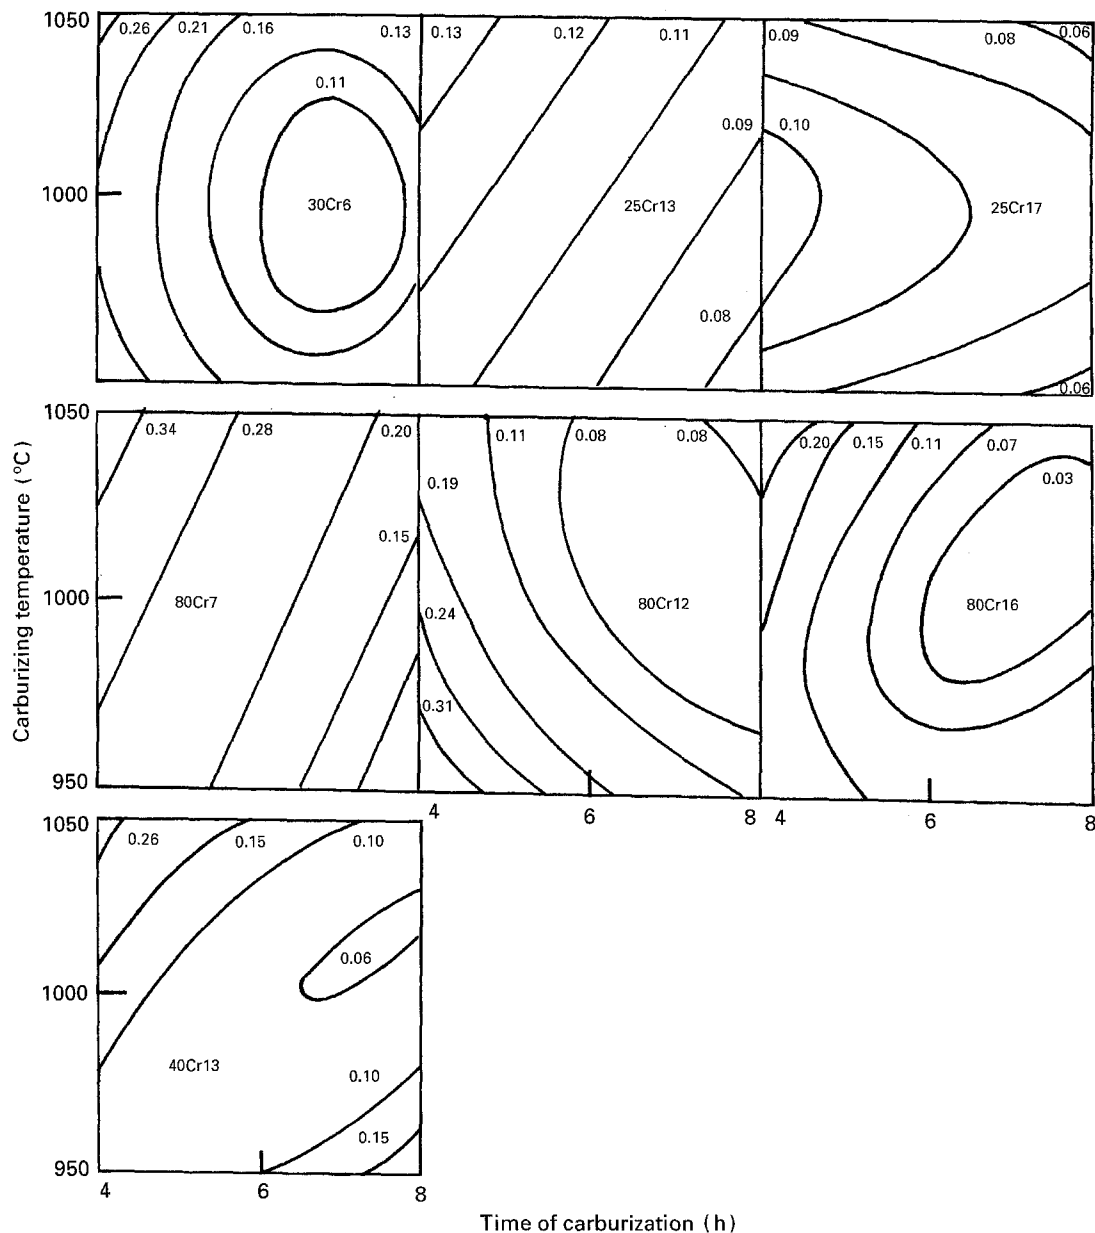 1050
0.26 0.21 0.16 0.13 0.13 0.12 0.11 0.09 0.08 0.06
0.11
0.09 0.10
1000
30Cr6 25Cr13 25Cr17
0.08
0.06
1050
0.34 0.28 0.20 0.11 0.08 0.08 0.20 0.15 0.11 0.07
0.19 0.03
0.15
1000
80Cr7 80Cr12 80Cr16
0.24
0.31
950
4 6 8 4 6 8
Carburizing temperature (°C)
1050
0.26 0.15 0.10
0.06
1000
40Cr13
0.10
0.15
950
4 6 8
Time of carburization (h)